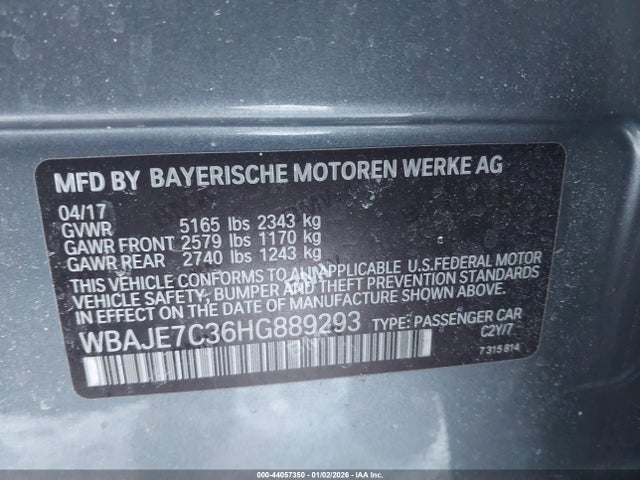 MFD BY BAYERISCHE MOTOREN WERKE AG
04/17
GVWR 5165 lbs 2343 kg
GAWR FRONT 2579 lbs 1170 kg
GAWR REAR 2740 lbs 1243 kg
THIS VEHICLE CONFORMS TO ALL APPLICABLE U.S.FEDERAL MOTOR
VEHICLE SAFETY, BUMPER AND THEFT PREVENTION STANDARDS
IN EFFECT ON THE DATE OF MANUFACTURE SHOWN ABOVE.
WBAJE7C36HG889293 TYPE: PASSENGER CAR
C2Y/7
7 315 814
000-44057350 - 01/02/2026 - © IAA Inc.